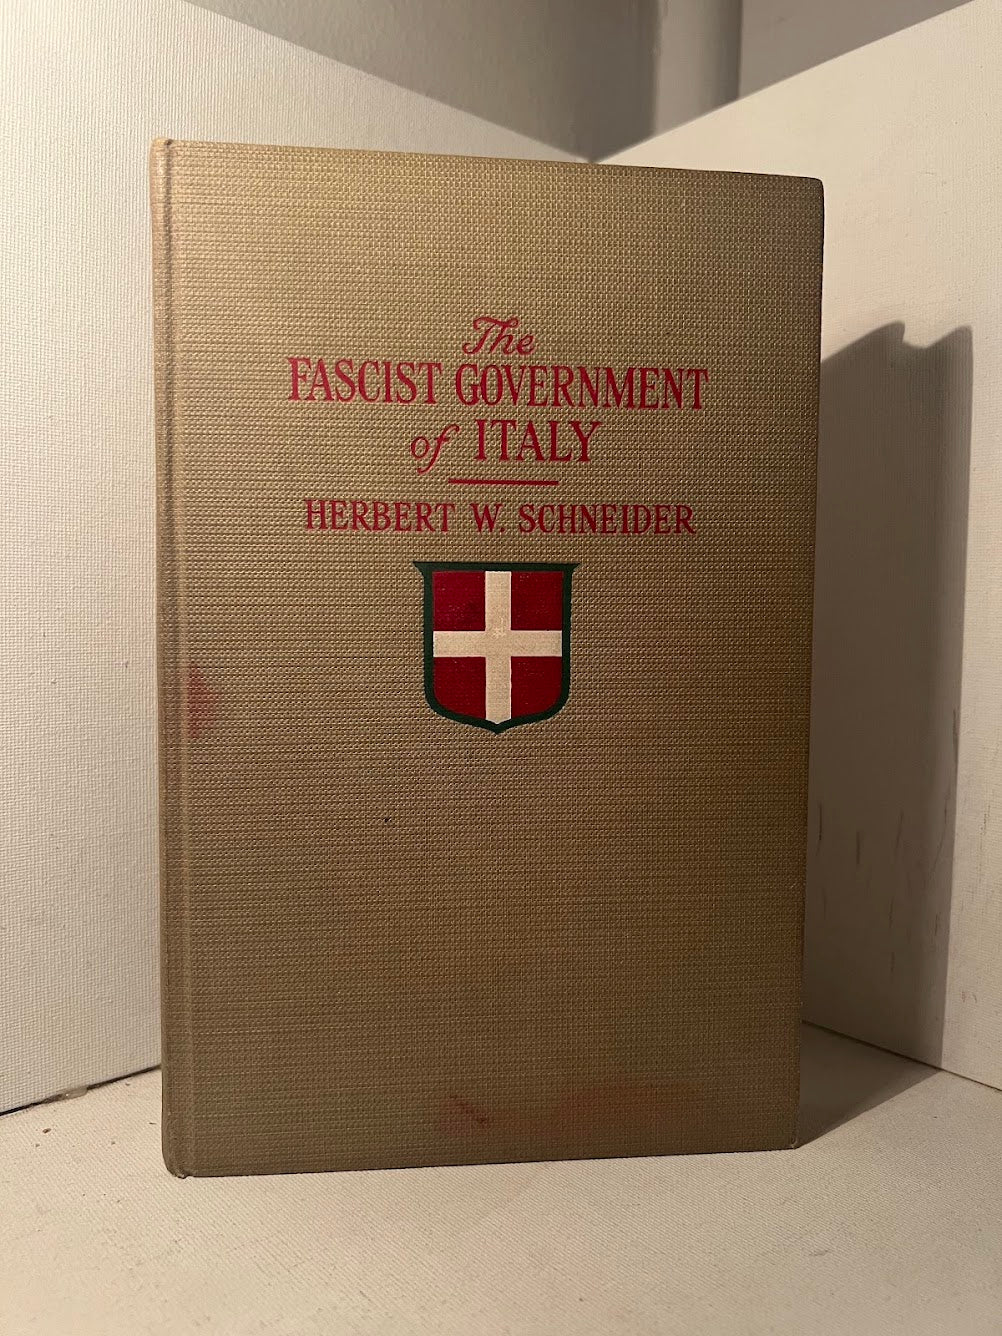 The
FASCIST GOVERNMENT
of ITALY
HERBERT W. SCHNEIDER